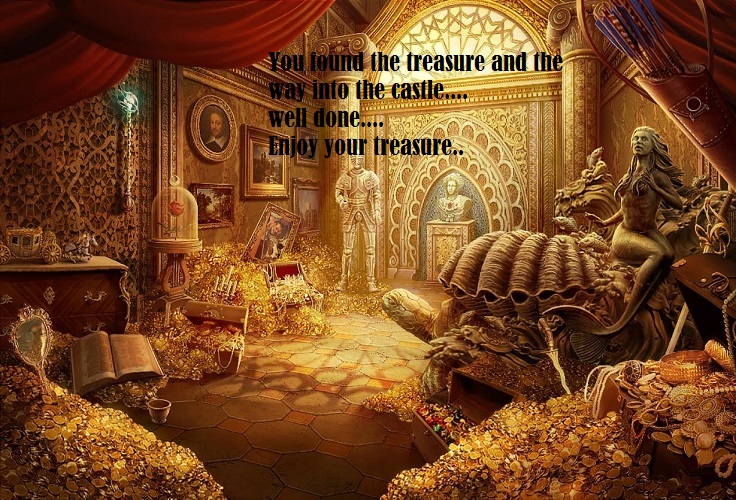 You found the treasure and the
way into the castle....
well done....
Enjoy your treasure..